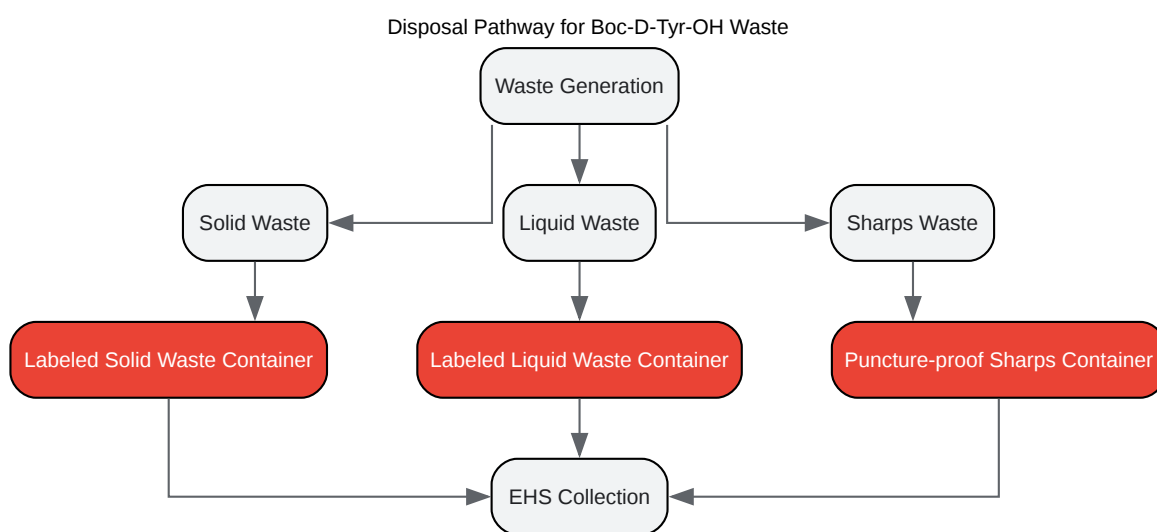 Disposal Pathway for Boc-D-Tyr-OH Waste
Waste Generation
Solid Waste
Liquid Waste
Sharps Waste
Labeled Solid Waste Container
Labeled Liquid Waste Container
Puncture-proof Sharps Container
EHS Collection